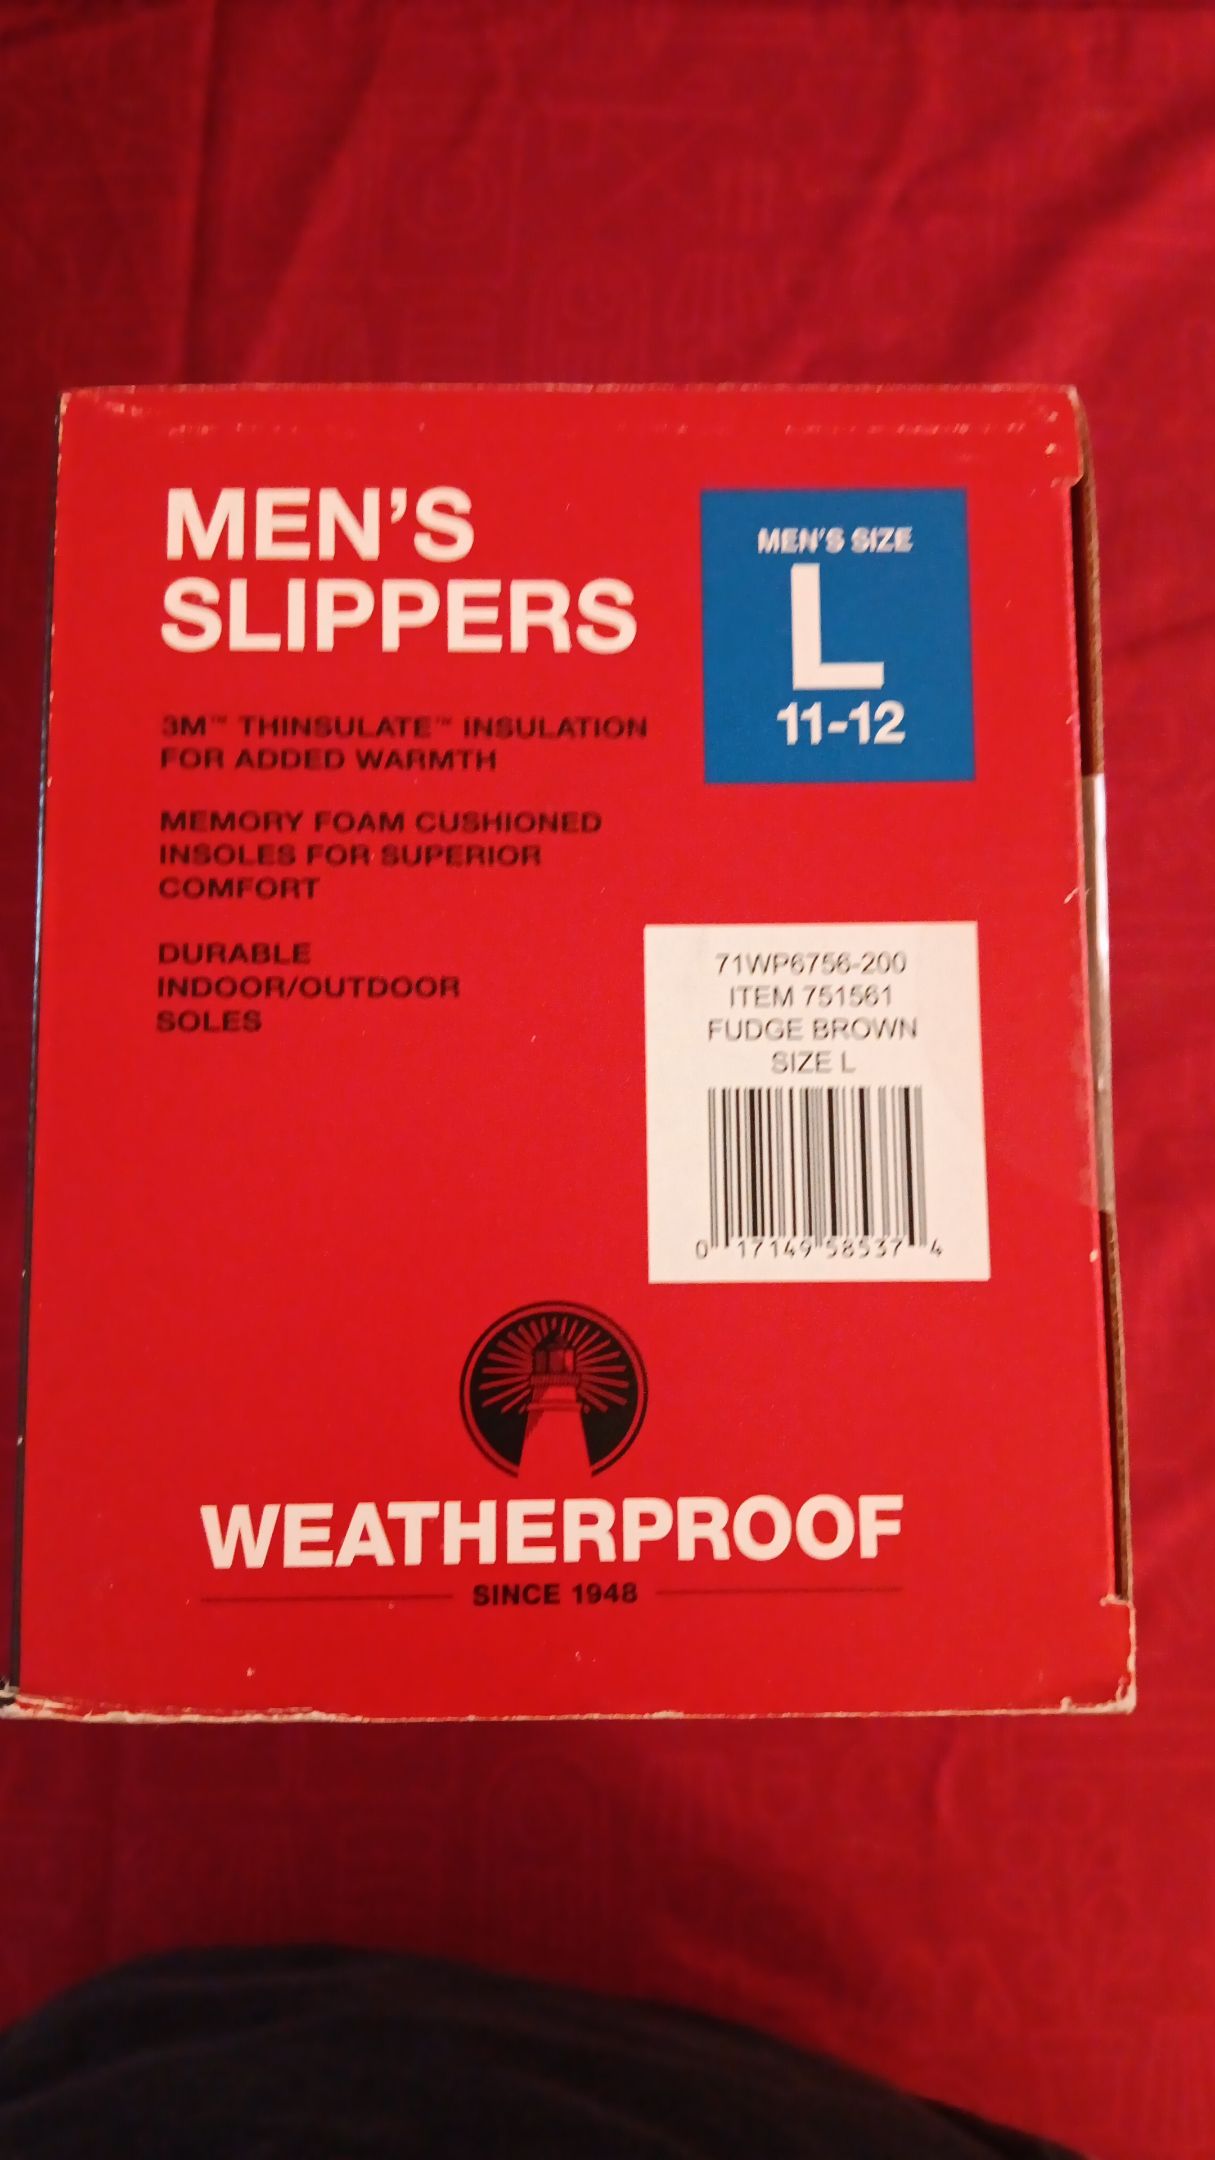 MEN'S
SLIPPERS
3M™ THINSULATE™ INSULATION
FOR ADDED WARMTH
MEMORY FOAM CUSHIONED
INSOLES FOR SUPERIOR
COMFORT
DURABLE
INDOOR/OUTDOOR
SOLES
MEN'S SIZE
L
11-12
71WP6756-200
ITEM 751561
FUDGE BROWN
SIZE L
0 17149 58537 4
WEATHERPROOF
SINCE 1948